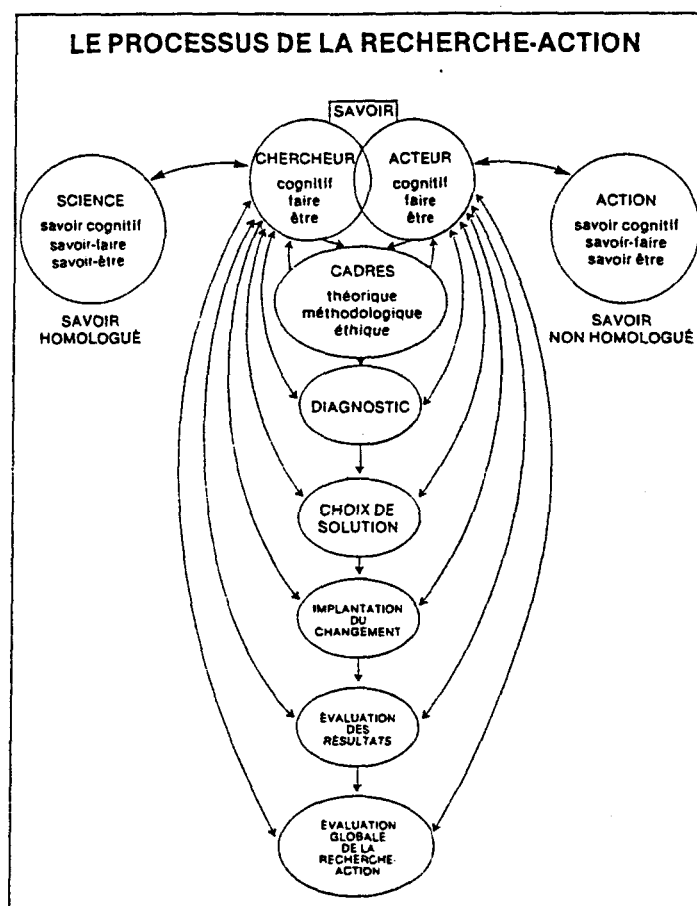 LE PROCESSUS DE LA RECHERCHE-ACTION
SAVOIR
CHERCHEUR
cognitif
faire
être
ACTEUR
cognitif
faire
être
SCIENCE
savoir cognitif
savoir-faire
savoir-être
SAVOIR
HOMOLOGUÉ
ACTION
savoir cognitif
savoir-faire
savoir être
SAVOIR
NON HOMOLOGUÉ
CADRES
théorique
méthodologique
éthique
DIAGNOSTIC
CHOIX DE
SOLUTION
IMPLANTATION
DU
CHANGEMENT
ÉVALUATION
DES
RÉSULTATS
ÉVALUATION
GLOBALE
DE LA
RECHERCHE-
ACTION